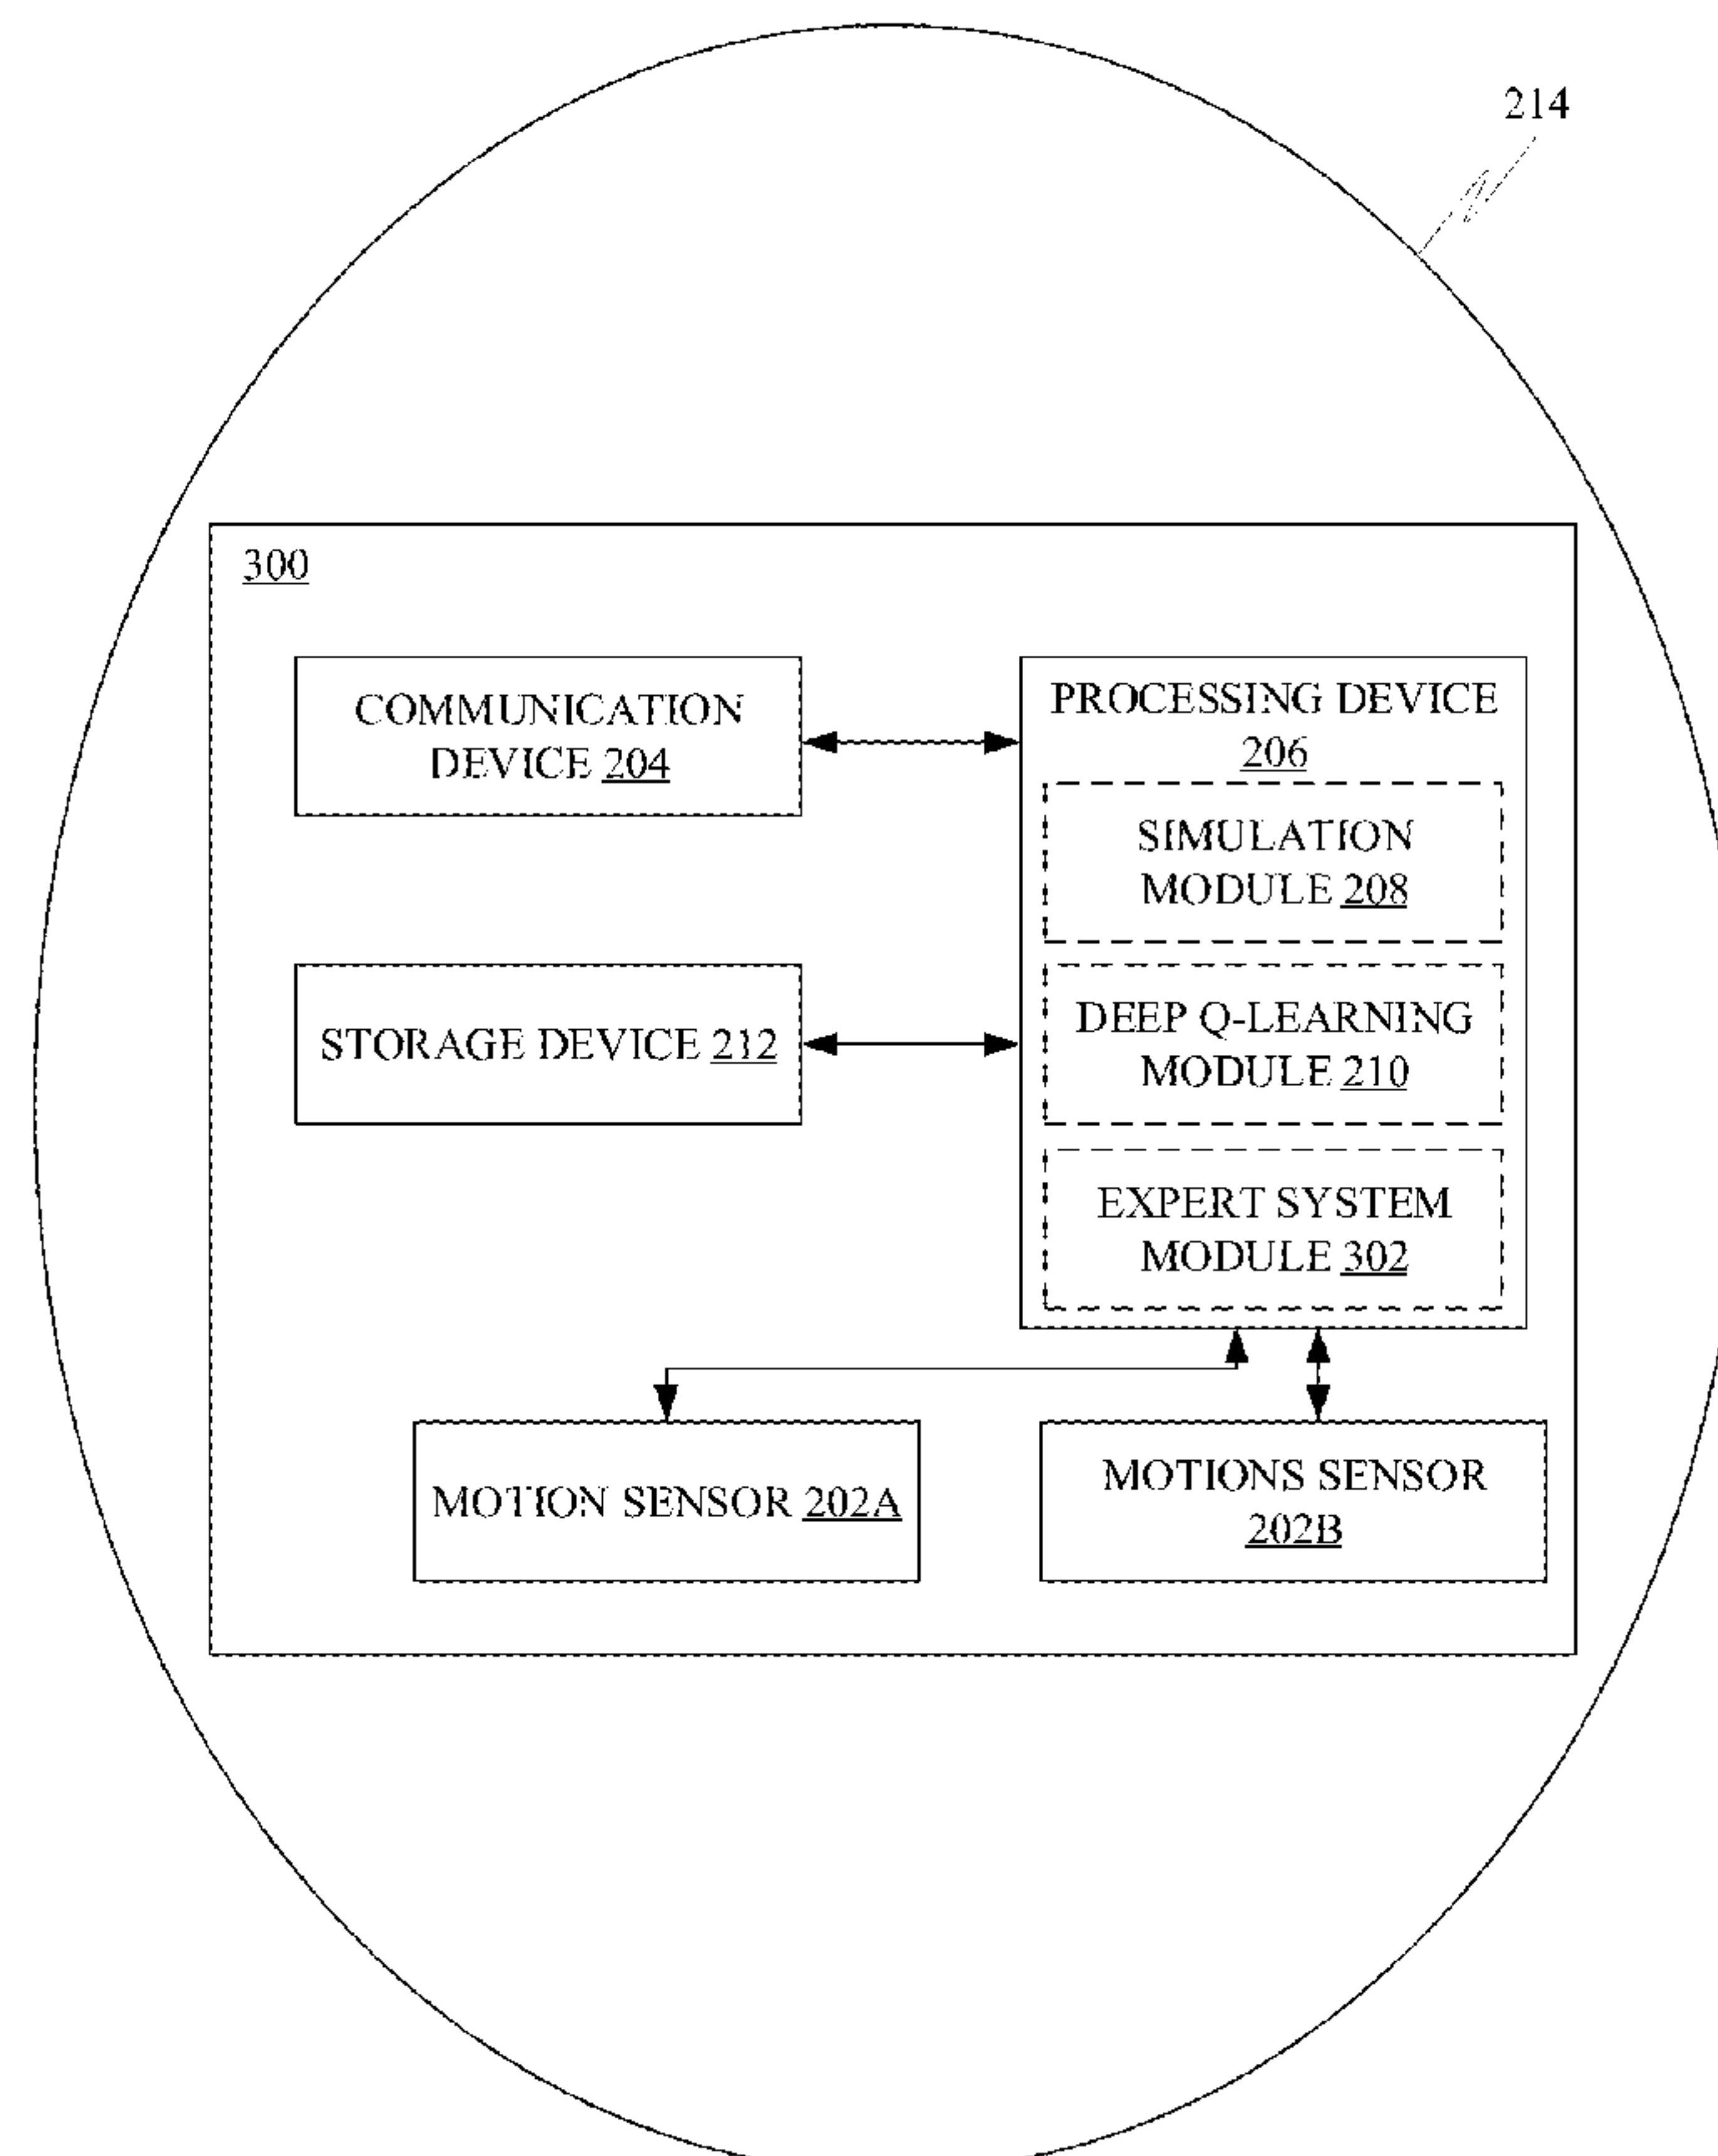 214
300
COMMUNICATION
DEVICE 204
PROCESSING DEVICE
206
SIMULATION
MODULE 208
STORAGE DEVICE 212
DEEP Q-LEARNING
MODULE 210
EXPERT SYSTEM
MODULE 302
MOTION SENSOR 202A
MOTIONS SENSOR
202B